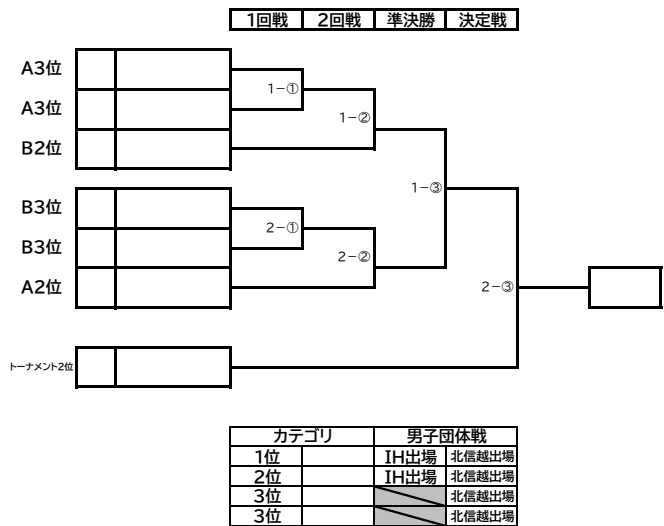 1回戦 2回戦 準決勝 決定戦
A3位
1-①
A3位
1-②
B2位
1-③
B3位
2-①
B3位
2-②
A2位
2-③
トーナメント2位
カテゴリ 男子団体戦
1位 IH出場 北信越出場
2位 IH出場 北信越出場
3位 北信越出場
3位 北信越出場